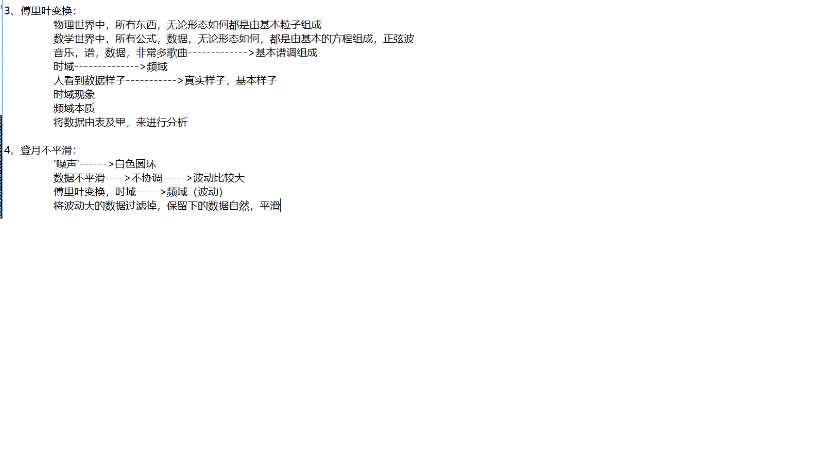 3、傅里叶变换：
物理世界中，所有东西，无论形态如何都是由基本粒子组成
数学世界中，所有公式，数据，无论形态如何，都是由基本的方程组成，正弦波
音乐，谱，数据，非常多歌曲------------->基本谱调组成
时域-------------->频域
人看到数据样子----------->真实样子，基本样子
时域现象
频域本质
将数据由表及里，来进行分析
4、登月不平滑：
"噪声"------>白色圆环
数据不平滑---->不协调----->波动比较大
傅里叶变换，时域----->频域（波动）
将波动大的数据过滤掉，保留下的数据自然，平滑